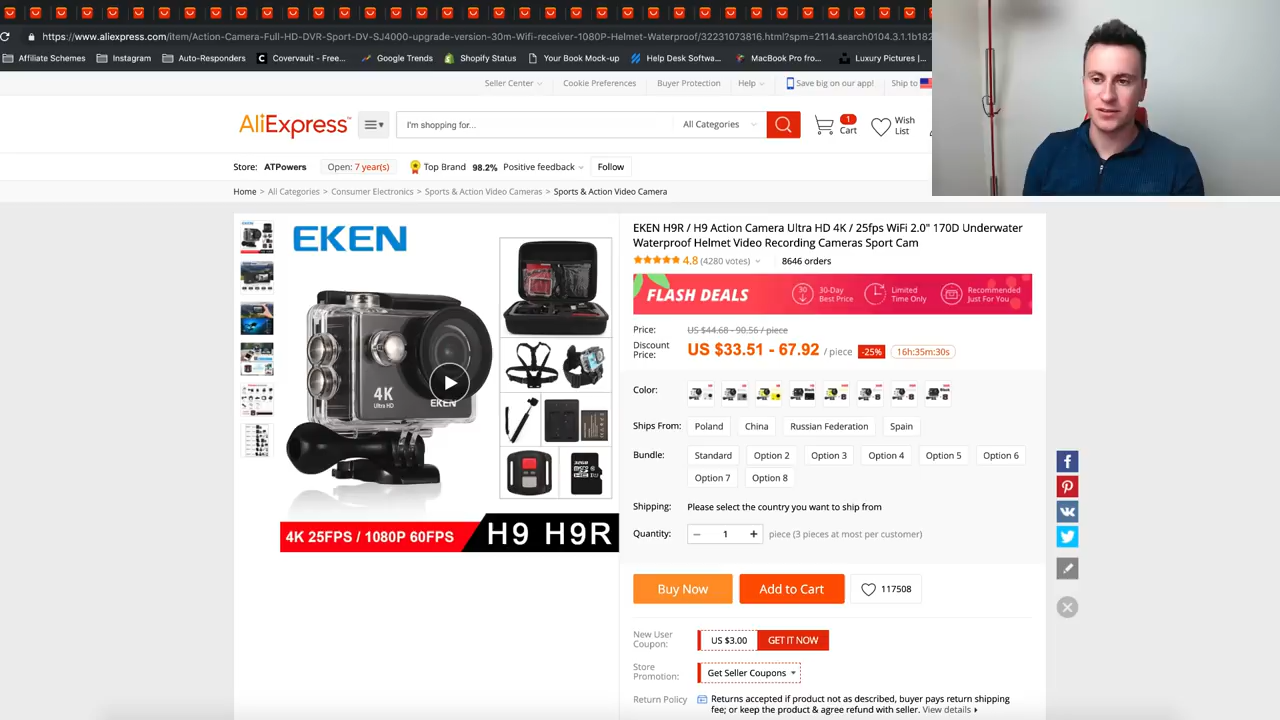 https://www.aliexpress.com/item/Action-Camera-Full-HD-DVR-Sport-DV-SJ4000-upgrade-version-30m-Wifi-receiver-1080P-Helmet-Waterproof/32231073816.html?spm=2114.search0104.3.1.1b182
Affiliate Schemes Instagram Auto-Responders Covervault - Free... Google Trends Shopify Status Your Book Mock-up Help Desk Softwa... MacBook Pro fro... Luxury Pictures |...
Seller Center Cookie Preferences Buyer Protection Help Save big on our app! Ship to
AliExpress™ I'm shopping for... All Categories 1 Cart Wish List
Store: ATPowers Open: 7 year(s) Top Brand 98.2% Positive feedback Follow
Home > All Categories > Consumer Electronics > Sports & Action Video Cameras > Sports & Action Video Camera
EKEN
4K
Ultra HD
EKEN
4K 25FPS / 1080P 60FPS H9 H9R
EKEN H9R / H9 Action Camera Ultra HD 4K / 25fps WiFi 2.0" 170D Underwater
Waterproof Helmet Video Recording Cameras Sport Cam
4.8 (4280 votes) 8646 orders
FLASH DEALS 30 30-Day Best Price Limited Time Only Recommended Just For You
Price: US $44.68 - 90.56 / piece
Discount Price: US $33.51 - 67.92 / piece -25% 16h:35m:30s
Color:
Ships From: Poland China Russian Federation Spain
Bundle: Standard Option 2 Option 3 Option 4 Option 5 Option 6
Option 7 Option 8
Shipping: Please select the country you want to ship from
Quantity: − 1 + piece (3 pieces at most per customer)
Buy Now Add to Cart 117508
New User Coupon: US $3.00 GET IT NOW
Store Promotion: Get Seller Coupons
Return Policy Returns accepted if product not as described, buyer pays return shipping
fee; or keep the product & agree refund with seller. View details